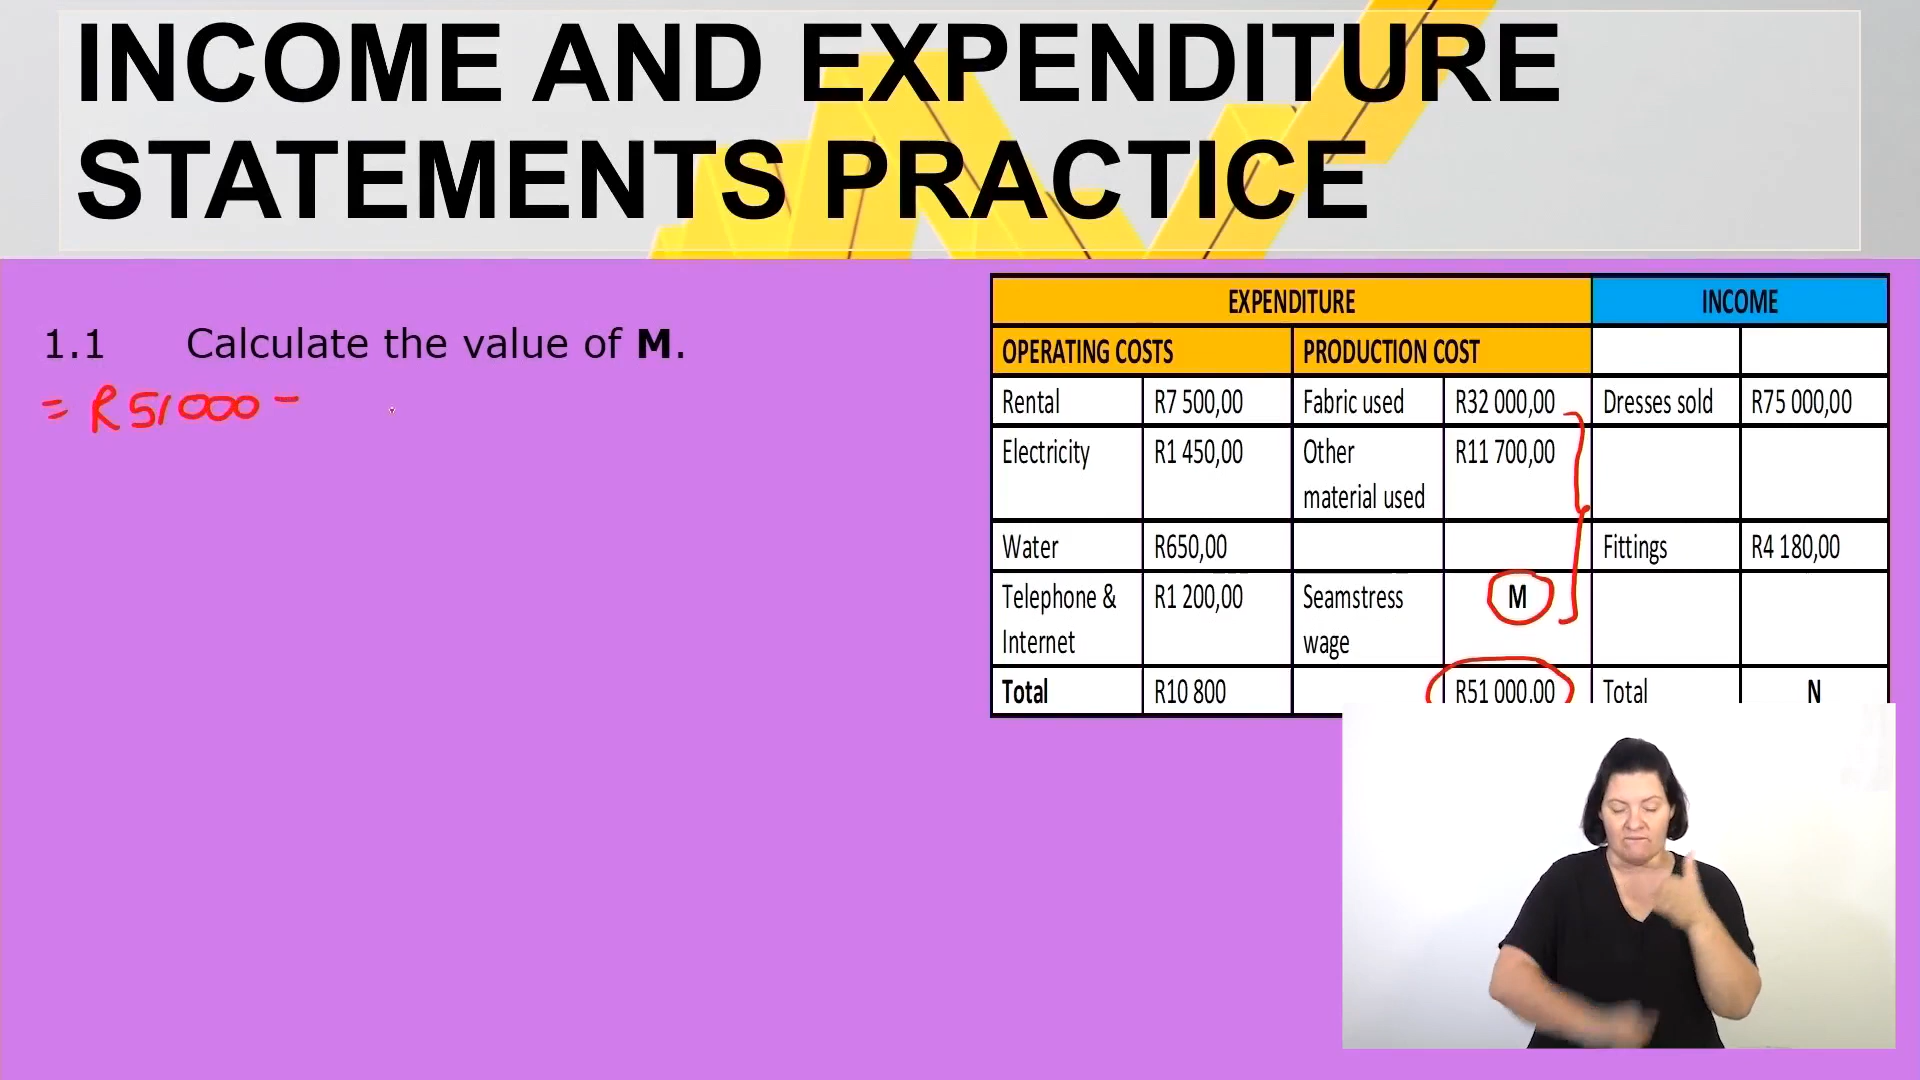 INCOME AND EXPENDITURE
STATEMENTS PRACTICE
1.1 Calculate the value of M.
= R51000 -
EXPENDITURE INCOME
OPERATING COSTS PRODUCTION COST
Rental R7 500,00 Fabric used R32 000,00 Dresses sold R75 000,00
Electricity R1 450,00 Other R11 700,00
material used
Water R650,00 Fittings R4 180,00
Telephone & R1 200,00 Seamstress M
Internet wage
Total R10 800 R51 000.00 Total N